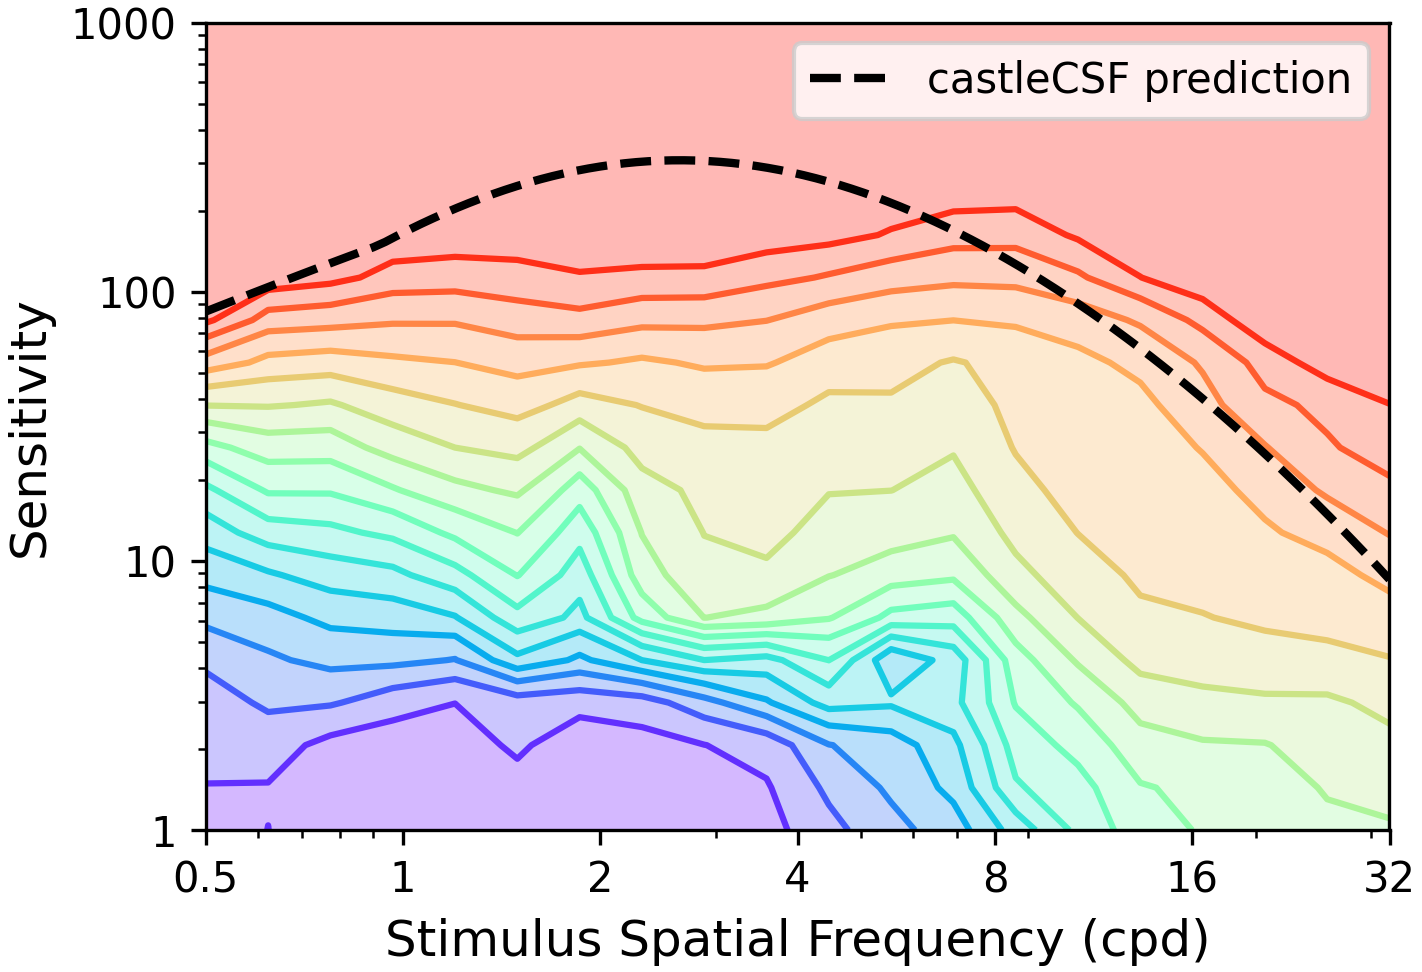 1000
castleCSF prediction
100
Sensitivity
10
1
0.5 1 2 4 8 16 32
Stimulus Spatial Frequency (cpd)